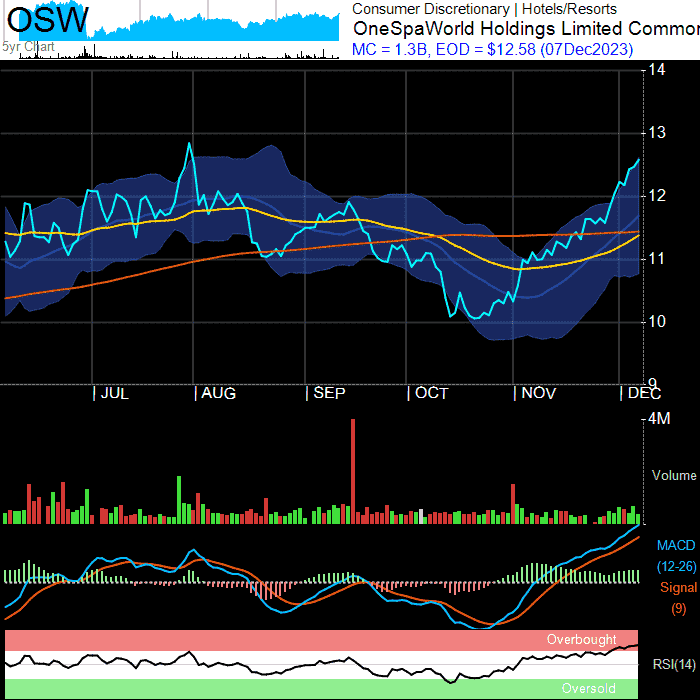 OSW
5yr Chart
Consumer Discretionary | Hotels/Resorts
OneSpaWorld Holdings Limited Common
MC = 1.3B, EOD = $12.58 (07Dec2023)
14
13
12
11
10
9
| JUL
| AUG
| SEP
| OCT
| NOV
| DEC
4M
Volume
MACD
(12-26)
Signal
(9)
Overbought
RSI(14)
Oversold